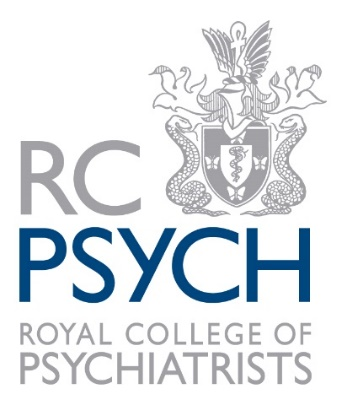 RC
PSYCH
ROYAL COLLEGE OF
PSYCHIATRISTS